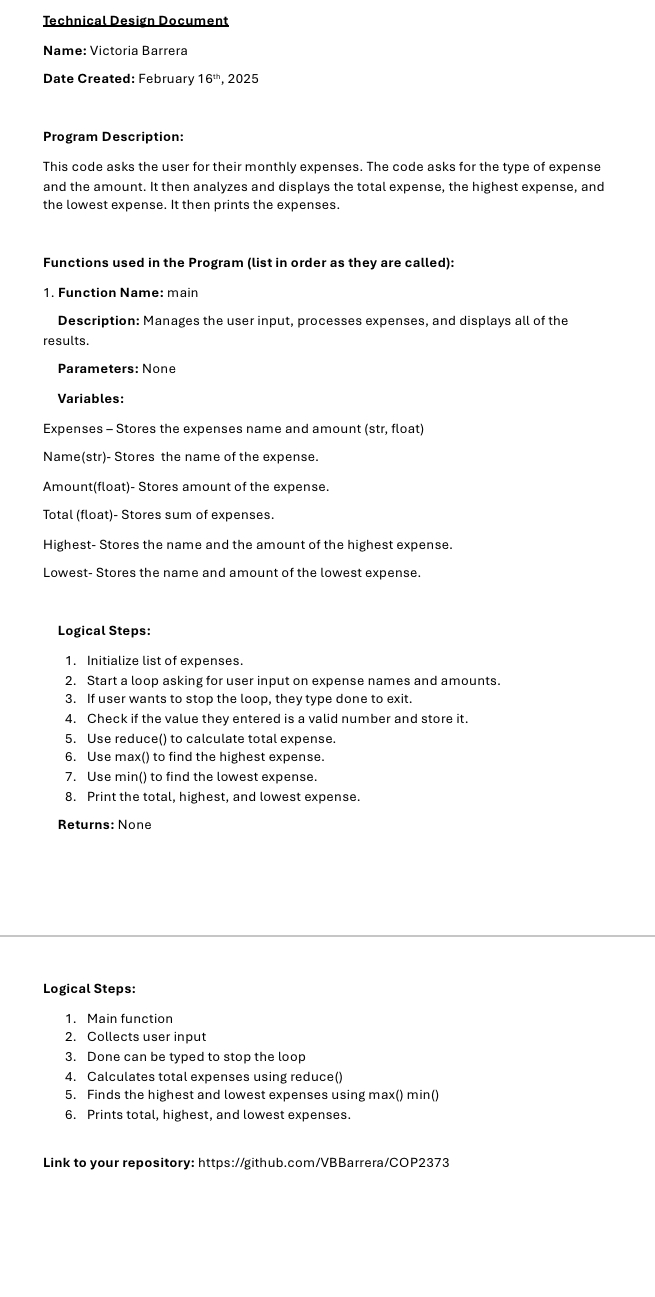 Technical Design Document
Name: Victoria Barrera
Date Created: February 16th, 2025
Program Description:
This code asks the user for their monthly expenses. The code asks for the type of expense
and the amount. It then analyzes and displays the total expense, the highest expense, and
the lowest expense. It then prints the expenses.
Functions used in the Program (list in order as they are called):
1. Function Name: main
Description: Manages the user input, processes expenses, and displays all of the
results.
Parameters: None
Variables:
Expenses – Stores the expenses name and amount (str, float)
Name(str)- Stores  the name of the expense.
Amount(float)- Stores amount of the expense.
Total (float)- Stores sum of expenses.
Highest- Stores the name and the amount of the highest expense.
Lowest- Stores the name and amount of the lowest expense.
Logical Steps:
1. Initialize list of expenses.
2. Start a loop asking for user input on expense names and amounts.
3. If user wants to stop the loop, they type done to exit.
4. Check if the value they entered is a valid number and store it.
5. Use reduce() to calculate total expense.
6. Use max() to find the highest expense.
7. Use min() to find the lowest expense.
8. Print the total, highest, and lowest expense.
Returns: None
Logical Steps:
1. Main function
2. Collects user input
3. Done can be typed to stop the loop
4. Calculates total expenses using reduce()
5. Finds the highest and lowest expenses using max() min()
6. Prints total, highest, and lowest expenses.
Link to your repository: https://github.com/VBBarrera/COP2373